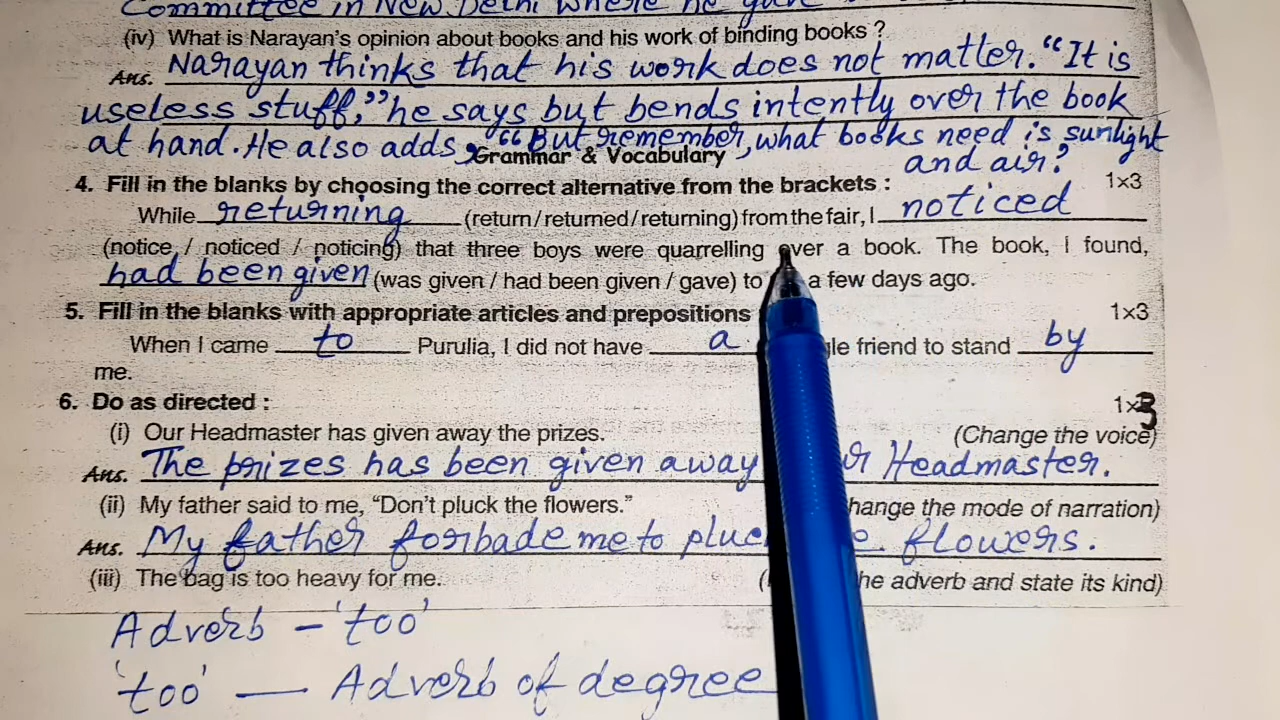 Committee in New Delhi where he gave
(iv) What is Narayan's opinion about books and his work of binding books ?
Ans. Narayan thinks that his work does not matter. "It is
useless stuff," he says but bends intently over the book
at hand. He also adds, "But remember, what books need is sunlight
and air?
Grammar & Vocabulary
4. Fill in the blanks by choosing the correct alternative from the brackets : 1×3
While returning (return / returned / returning) from the fair, I noticed
(notice / noticed / noticing) that three boys were quarrelling over a book. The book, I found,
had been given (was given / had been given / gave) to a few days ago.
5. Fill in the blanks with appropriate articles and prepositions 1×3
When I came to Purulia, I did not have a gle friend to stand by
me.
6. Do as directed : 1×3
(i) Our Headmaster has given away the prizes. (Change the voice)
Ans. The prizes has been given away Headmaster.
(ii) My father said to me, "Don't pluck the flowers." hange the mode of narration)
Ans. My father forbade me to pluc flowers.
(iii) The bag is too heavy for me. he adverb and state its kind)
Adverb – 'too'
'too' — Adverb of degree